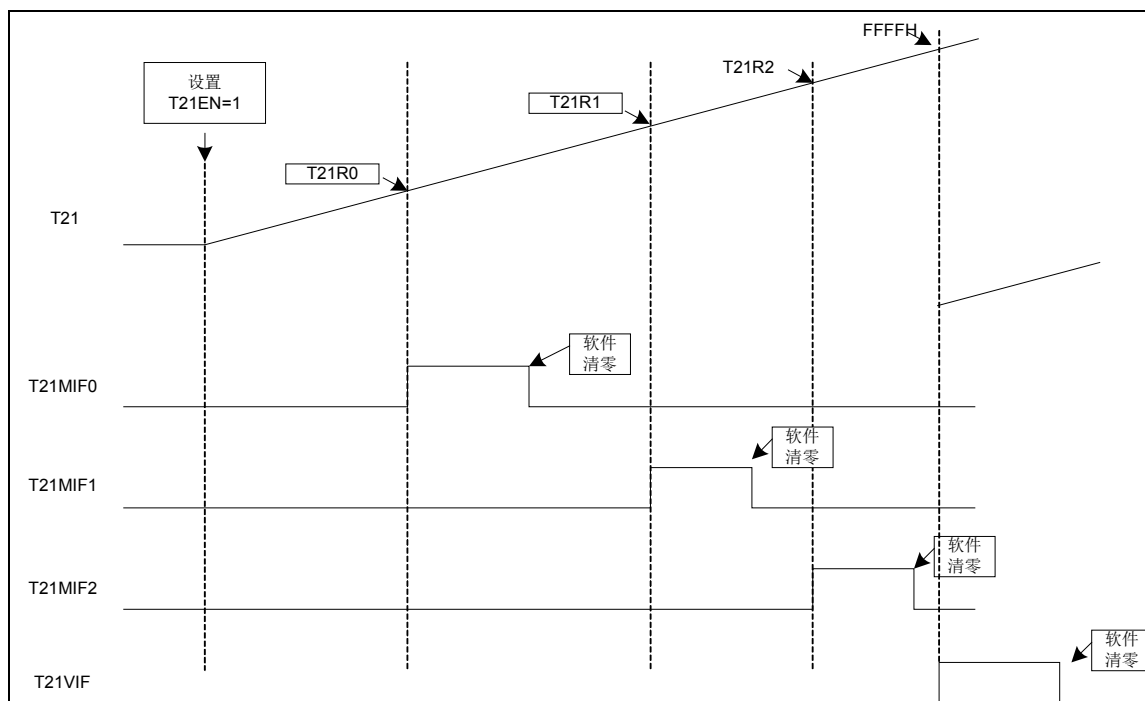 FFFFH
设置
T21EN=1
T21R2
T21R1
T21R0
T21
软件
清零
T21MIF0
软件
清零
T21MIF1
软件
清零
T21MIF2
软件
清零
T21VIF